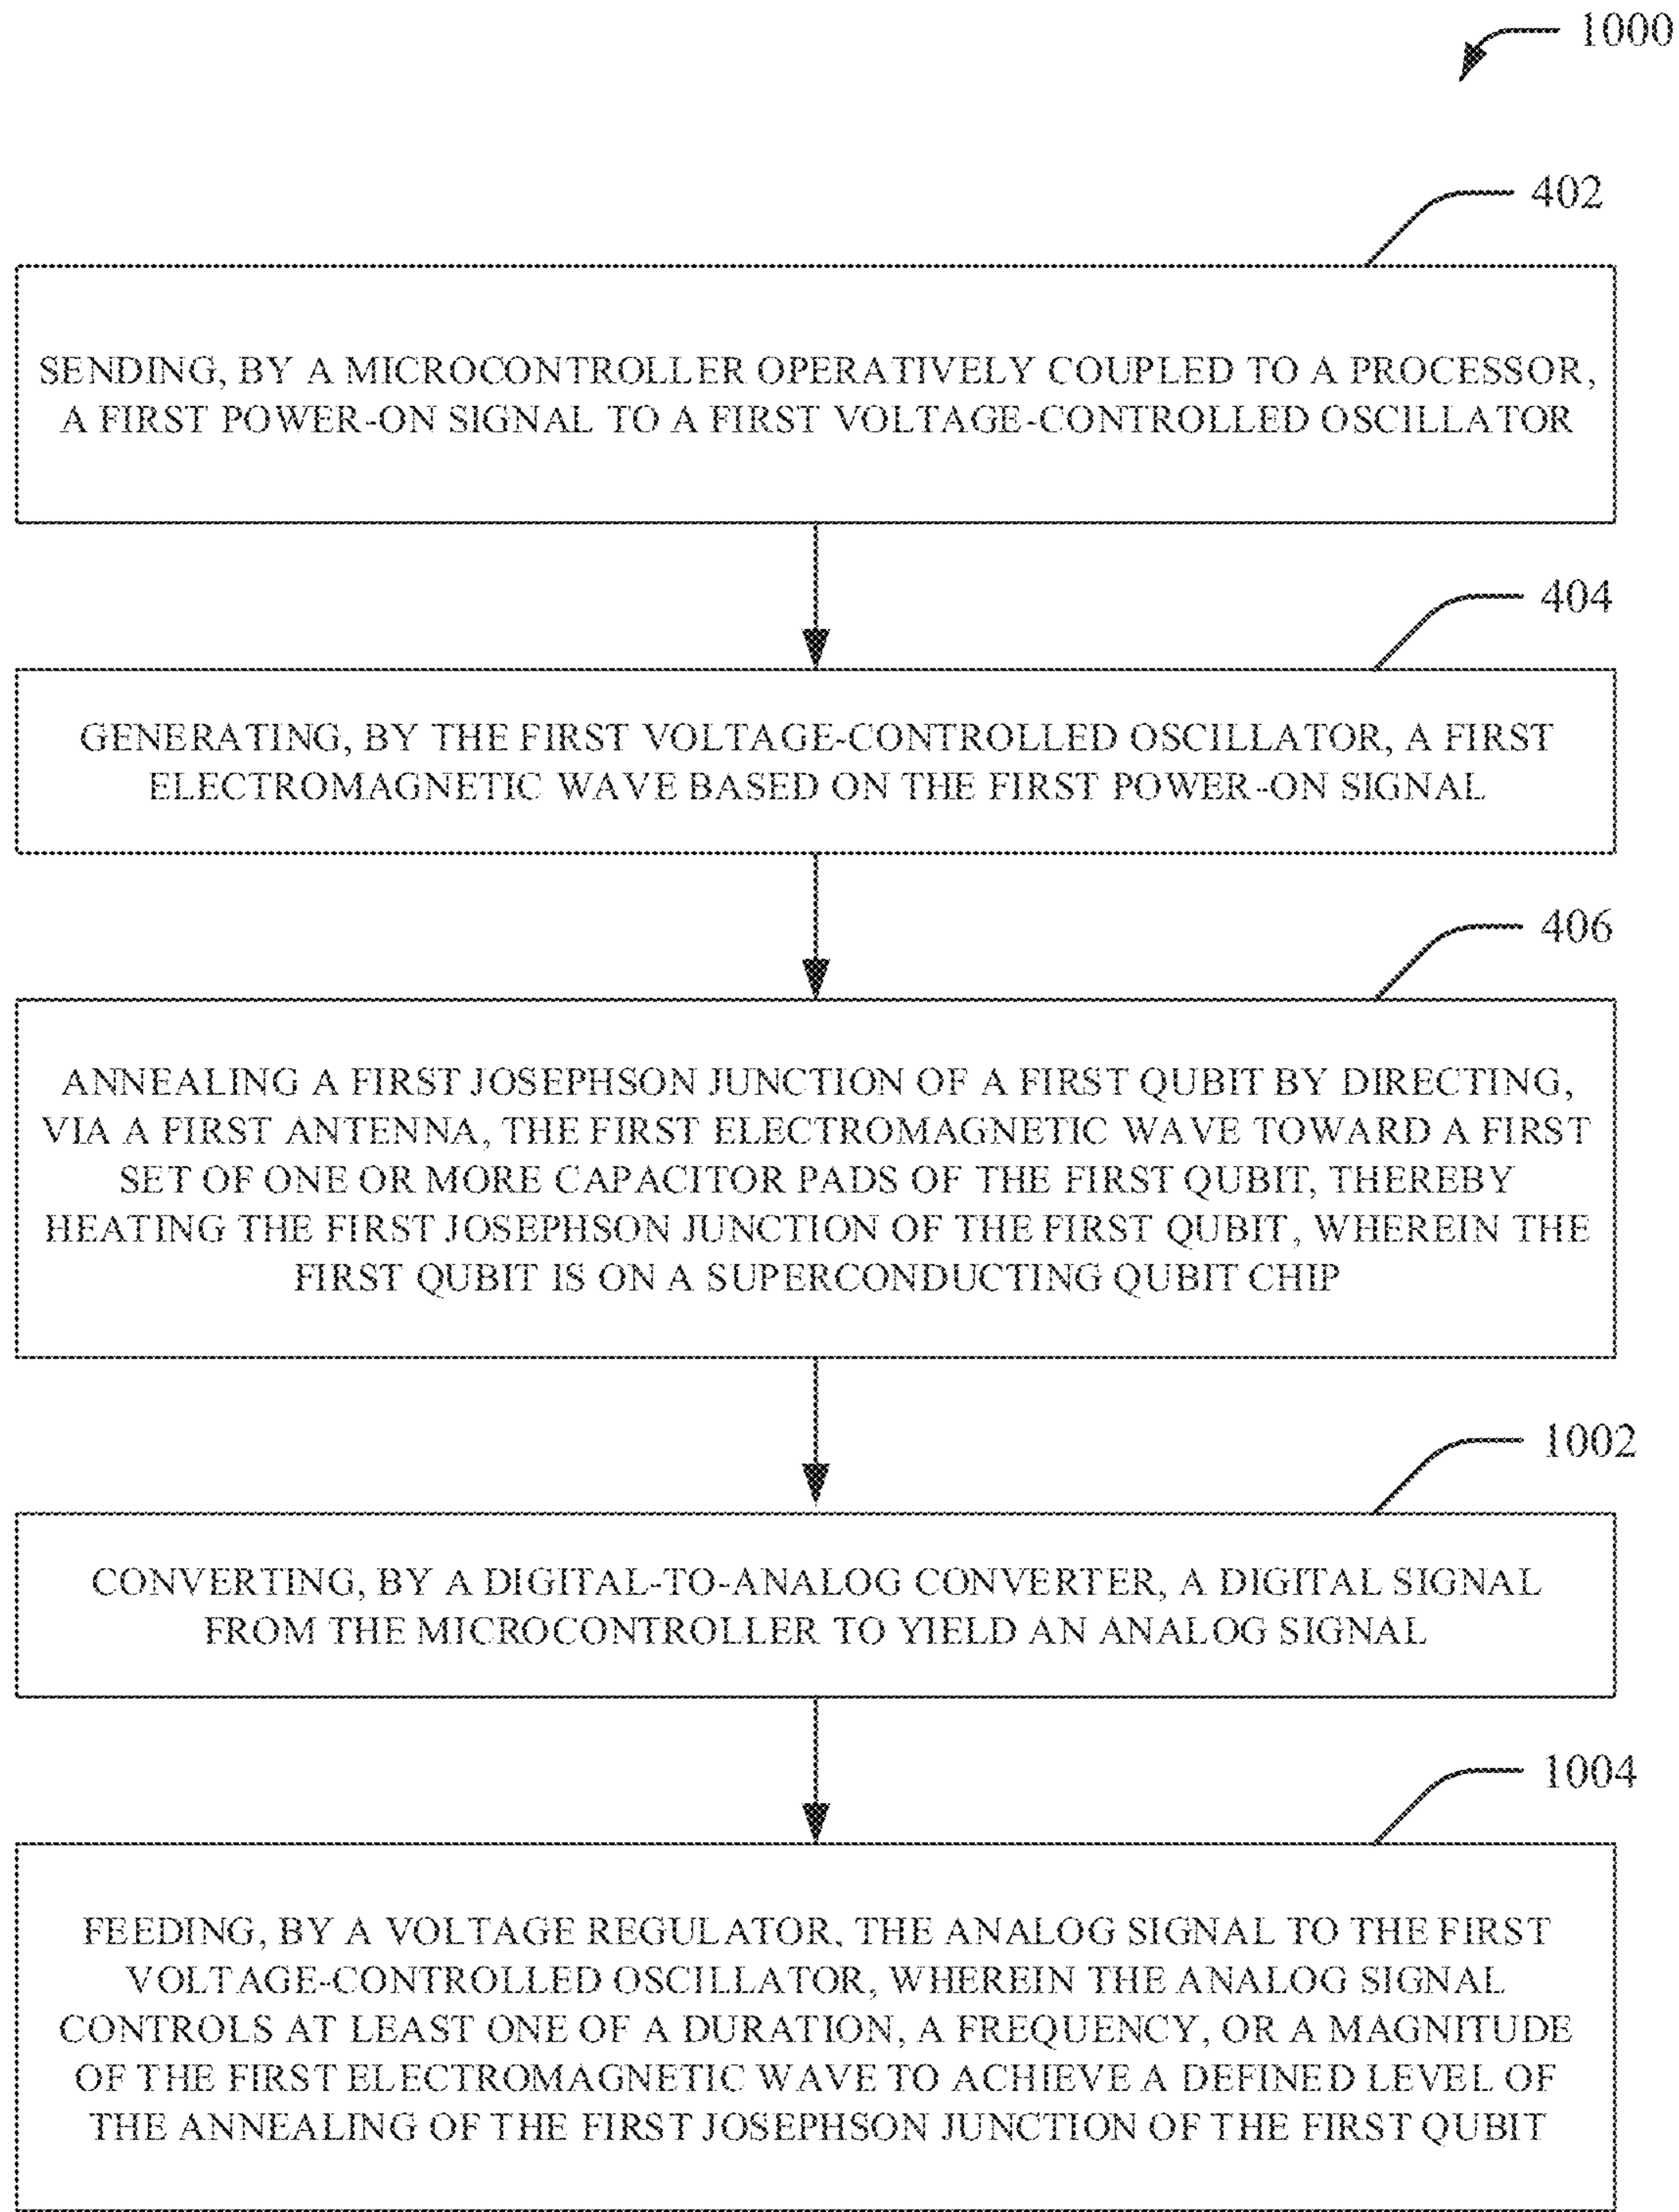 1000
402
SENDING, BY A MICROCONTROLLER OPERATIVELY COUPLED TO A PROCESSOR,
A FIRST POWER-ON SIGNAL TO A FIRST VOLTAGE-CONTROLLED OSCILLATOR
404
GENERATING, BY THE FIRST VOLTAGE-CONTROLLED OSCILLATOR, A FIRST
ELECTROMAGNETIC WAVE BASED ON THE FIRST POWER-ON SIGNAL
406
ANNEALING A FIRST JOSEPHSON JUNCTION OF A FIRST QUBIT BY DIRECTING,
VIA A FIRST ANTENNA, THE FIRST ELECTROMAGNETIC WAVE TOWARD A FIRST
SET OF ONE OR MORE CAPACITOR PADS OF THE FIRST QUBIT, THEREBY
HEATING THE FIRST JOSEPHSON JUNCTION OF THE FIRST QUBIT, WHEREIN THE
FIRST QUBIT IS ON A SUPERCONDUCTING QUBIT CHIP
1002
CONVERTING, BY A DIGITAL-TO-ANALOG CONVERTER, A DIGITAL SIGNAL
FROM THE MICROCONTROLLER TO YIELD AN ANALOG SIGNAL
1004
FEEDING, BY A VOLTAGE REGULATOR, THE ANALOG SIGNAL TO THE FIRST
VOLTAGE-CONTROLLED OSCILLATOR, WHEREIN THE ANALOG SIGNAL
CONTROLS AT LEAST ONE OF A DURATION, A FREQUENCY, OR A MAGNITUDE
OF THE FIRST ELECTROMAGNETIC WAVE TO ACHIEVE A DEFINED LEVEL OF
THE ANNEALING OF THE FIRST JOSEPHSON JUNCTION OF THE FIRST QUBIT